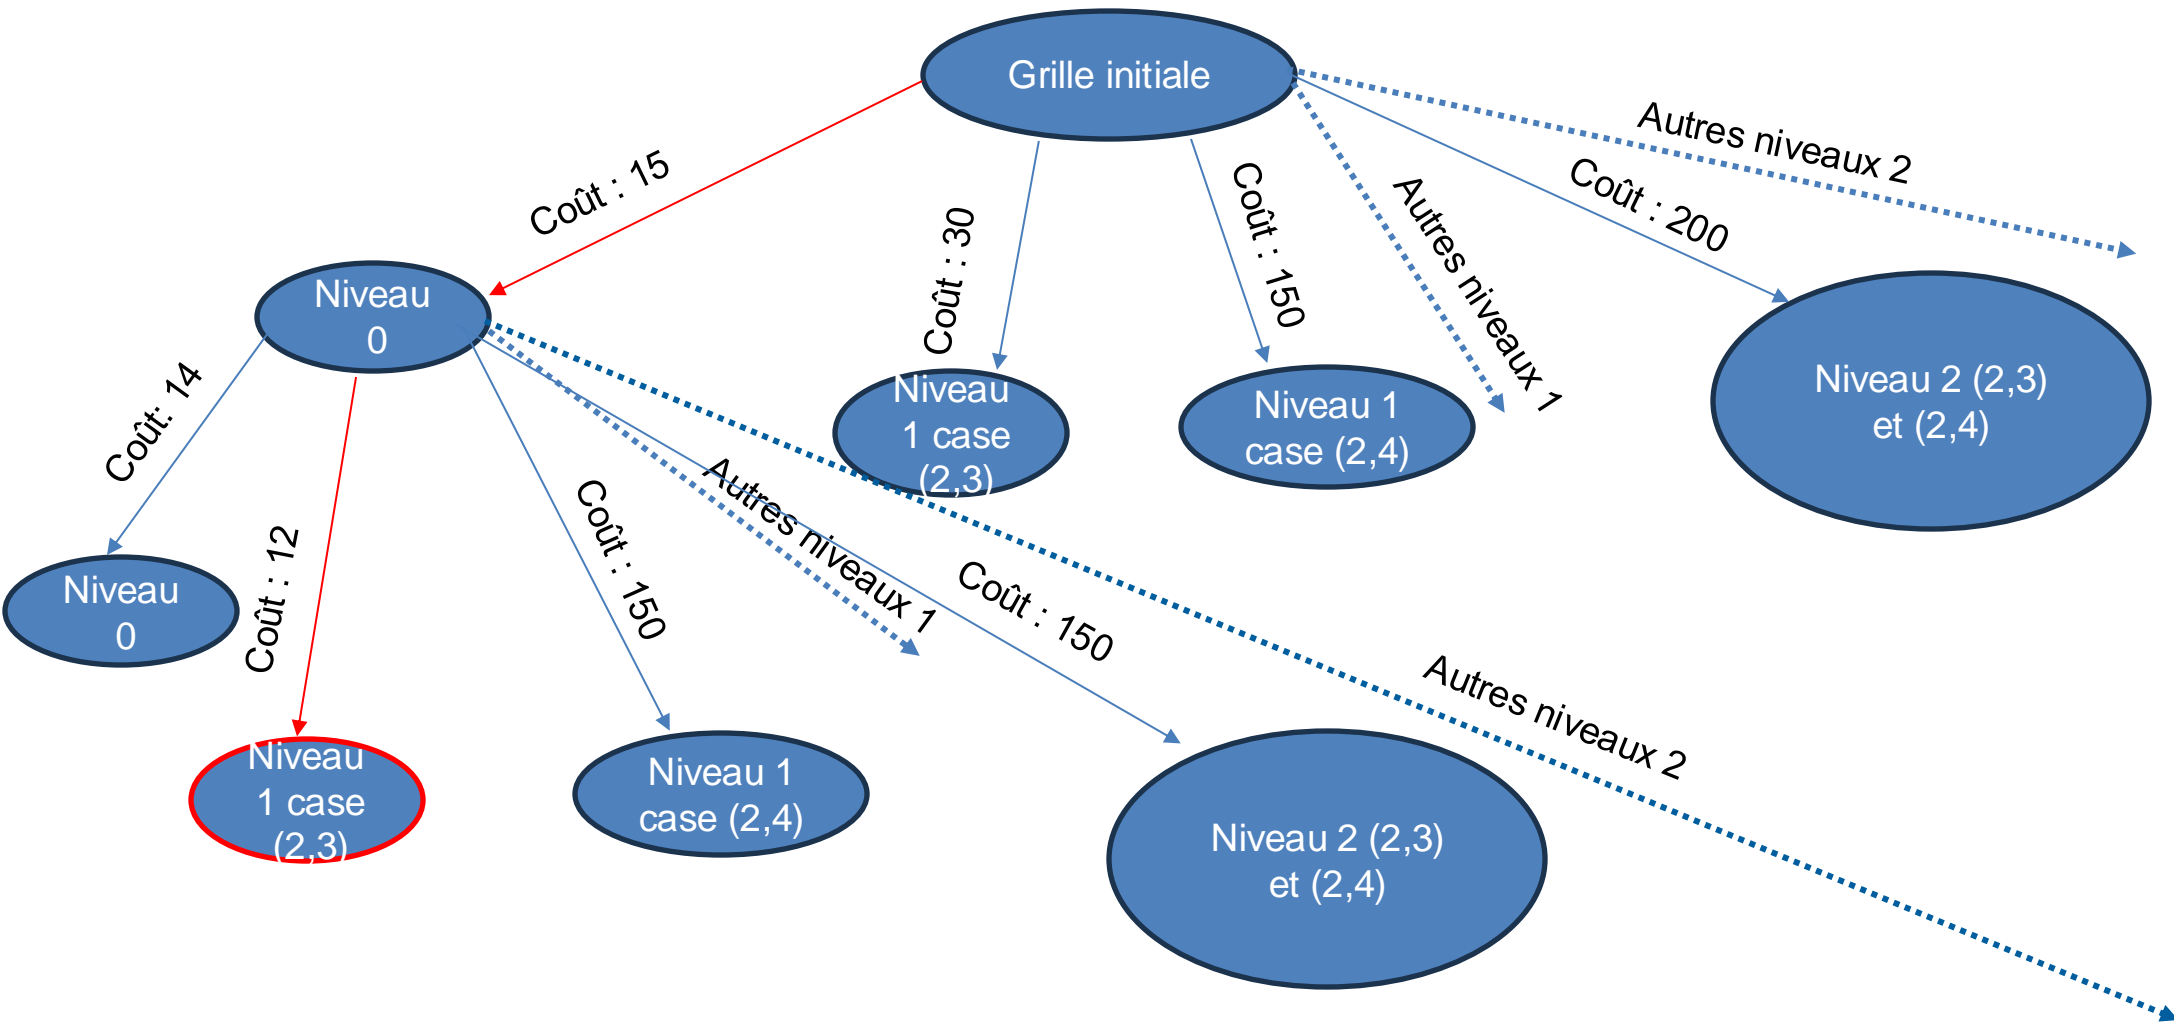 Grille initiale
Autres niveaux 2
Coût : 15
Coût : 200
Coût : 30
Coût : 150
Autres niveaux 1
Niveau
0
Niveau
1 case
(2,3)
Niveau 1
case (2,4)
Niveau 2 (2,3)
et (2,4)
Coût: 14
Coût : 12
Coût : 150
Autres niveaux 1
Coût : 150
Autres niveaux 2
Niveau
0
Niveau
1 case
(2,3)
Niveau 1
case (2,4)
Niveau 2 (2,3)
et (2,4)